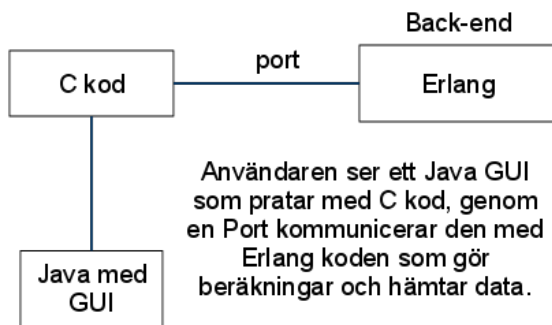 Back-end
C kod
port
Erlang
Användaren ser ett Java GUI
som pratar med C kod, genom
en Port kommunicerar den med
Erlang koden som gör
beräkningar och hämtar data.
Java med
GUI